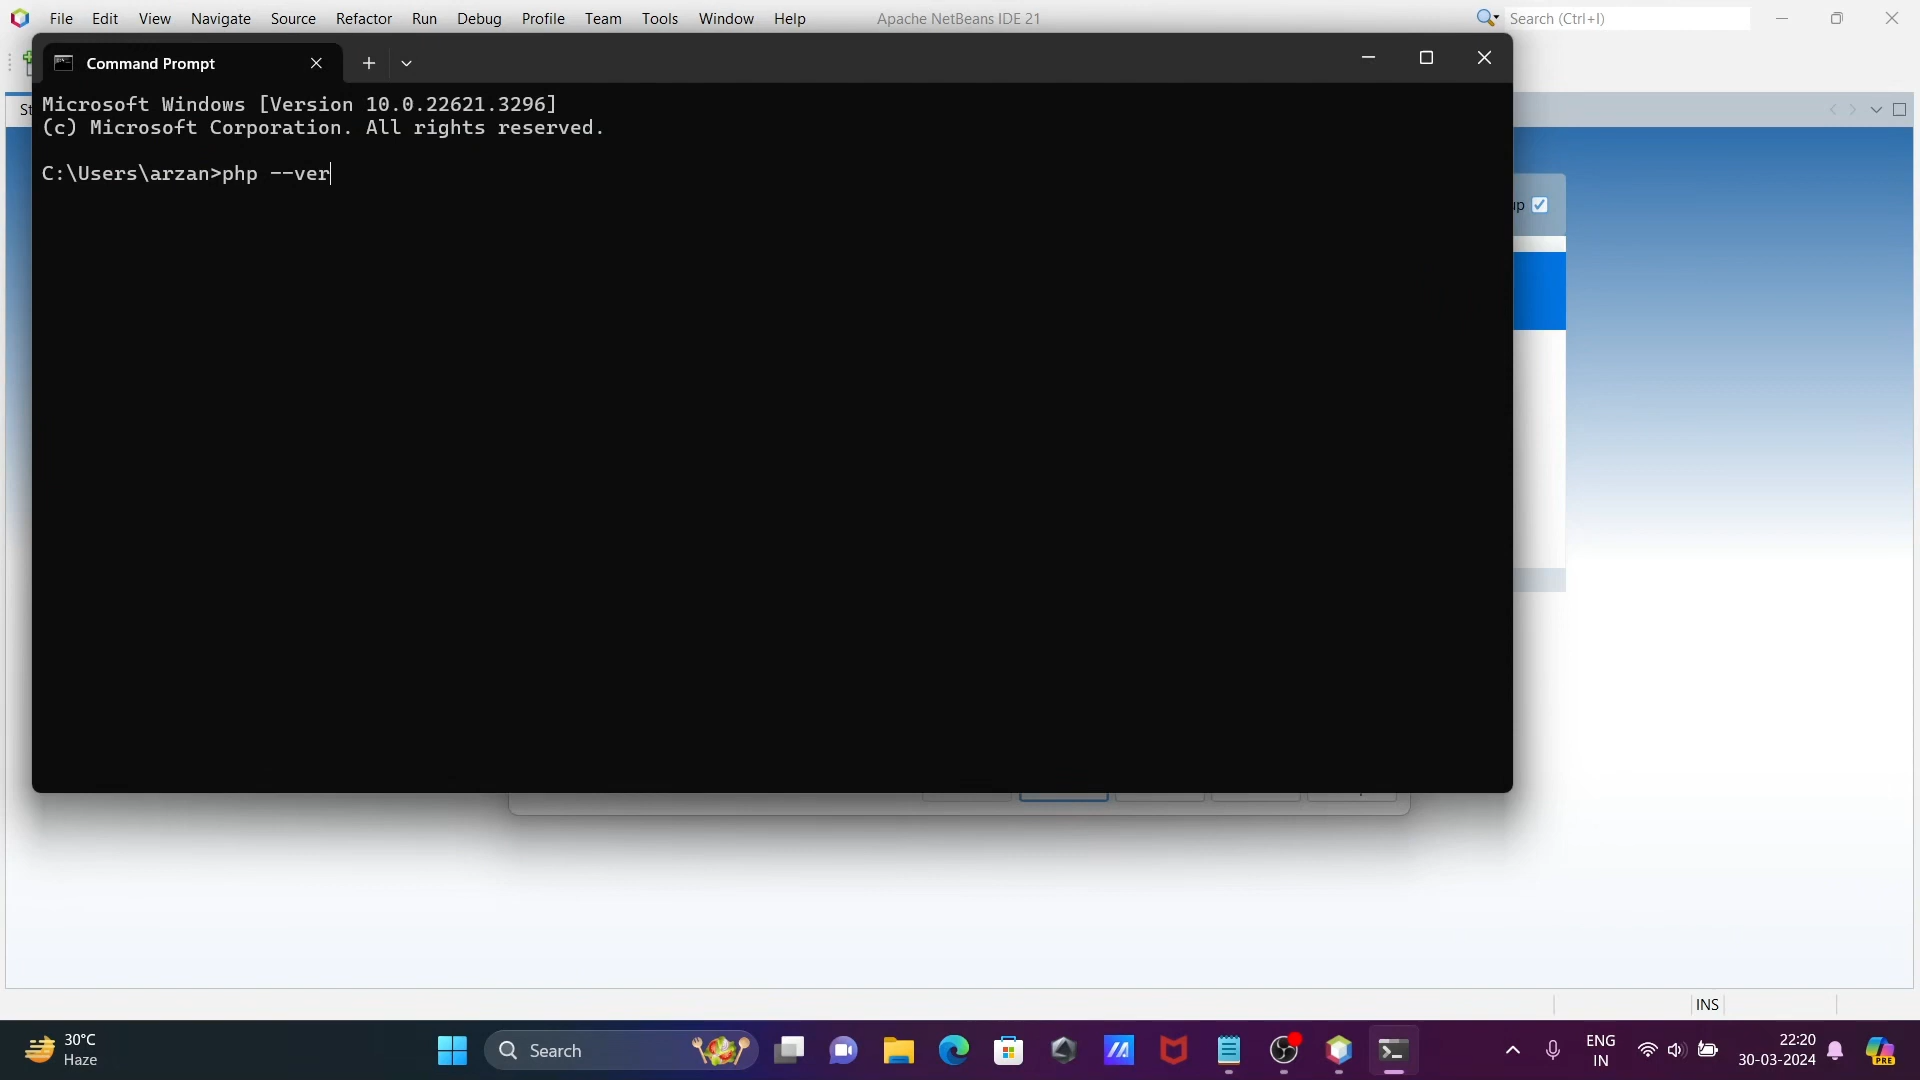 File Edit View Navigate Source Refactor Run Debug Profile Team Tools Window Help
Apache NetBeans IDE 21
Search (Ctrl+I)
Command Prompt
Microsoft Windows [Version 10.0.22621.3296]
(c) Microsoft Corporation. All rights reserved.
C:\Users\arzan>php --ver
INS
30°C
Haze
Search
PRE
ENG
IN
22:20
30-03-2024